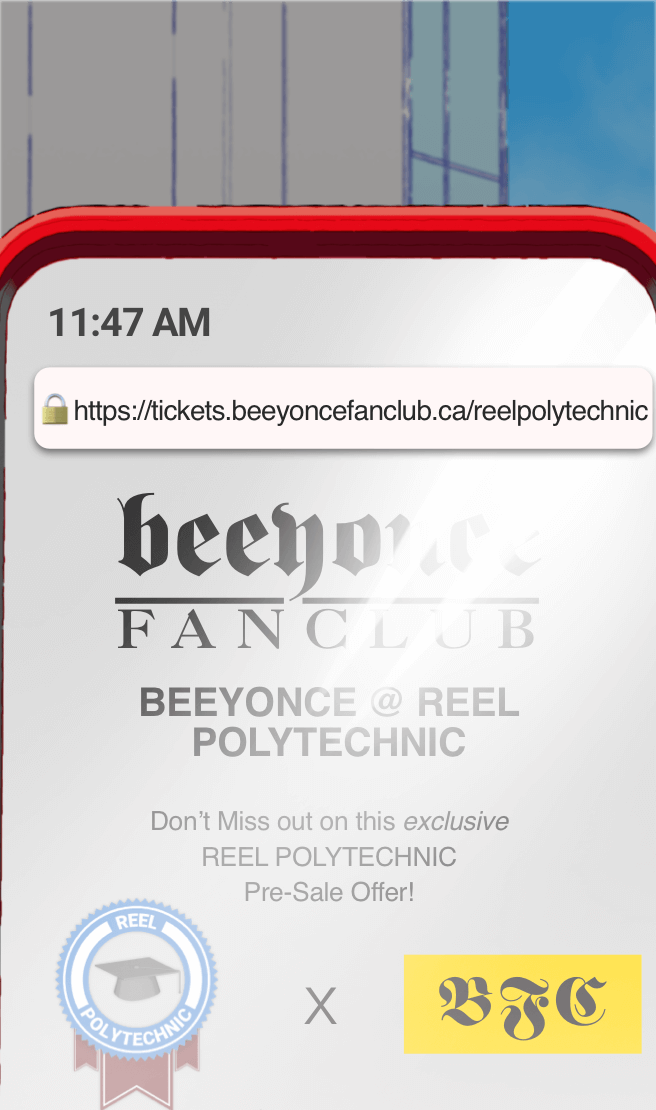 11:47 AM
https://tickets.beeyoncefanclub.ca/reelpolytechnic
beeyonce
FANCLUB
BEEYONCE @ REEL
POLYTECHNIC
Don't Miss out on this exclusive
REEL POLYTECHNIC
Pre-Sale Offer!
REEL
POLYTECHNIC
X
BFC